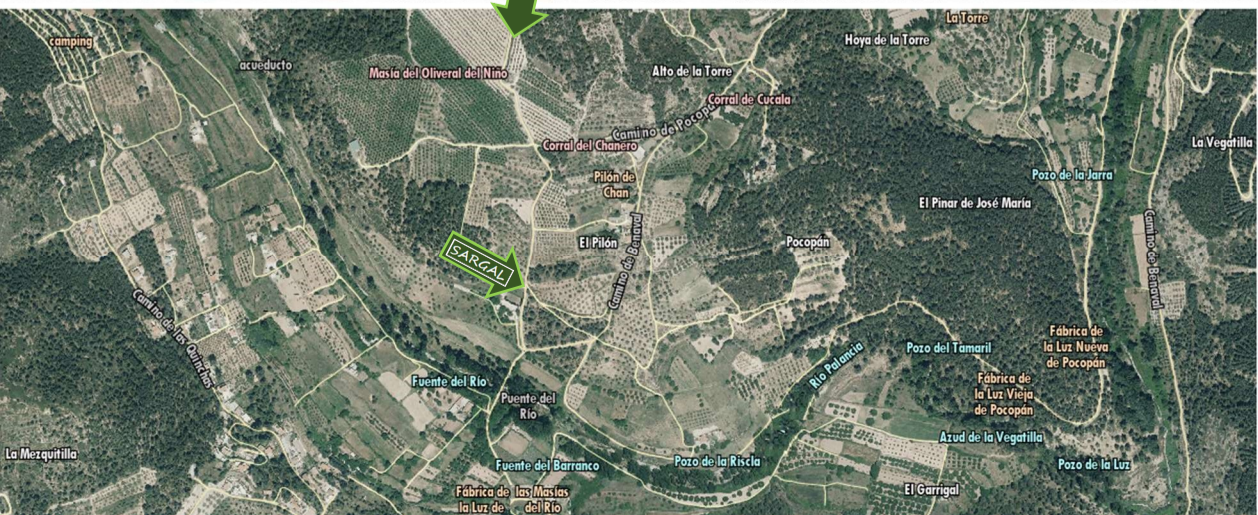 La Torre
camping
Hoya de la Torre
acueducto
Masía del Oliveral del Niño
Alto de la Torre
Corral de Cucala
Camino de Pocopá
Corral del Chanero
La Vegatilla
Pilón de
Chan
Pozo de la Jarra
El Pinar de José María
El Pilón
Pocopán
SARGAL
Camino de Benaval
Camino de Benaval
Camino de los Quinchas
Fábrica de
la Luz Nueva
de Pocopán
Río Palancia
Pozo del Tamaril
Fuente del Río
Fábrica de
la Luz Vieja
de Pocopán
Puente del
Río
Azud de la Vegatilla
La Mezquitilla
Fuente del Barranco
Pozo de la Riscla
Pozo de la Luz
Fábrica de
la Luz de
las Masías
del Río
El Garrigal